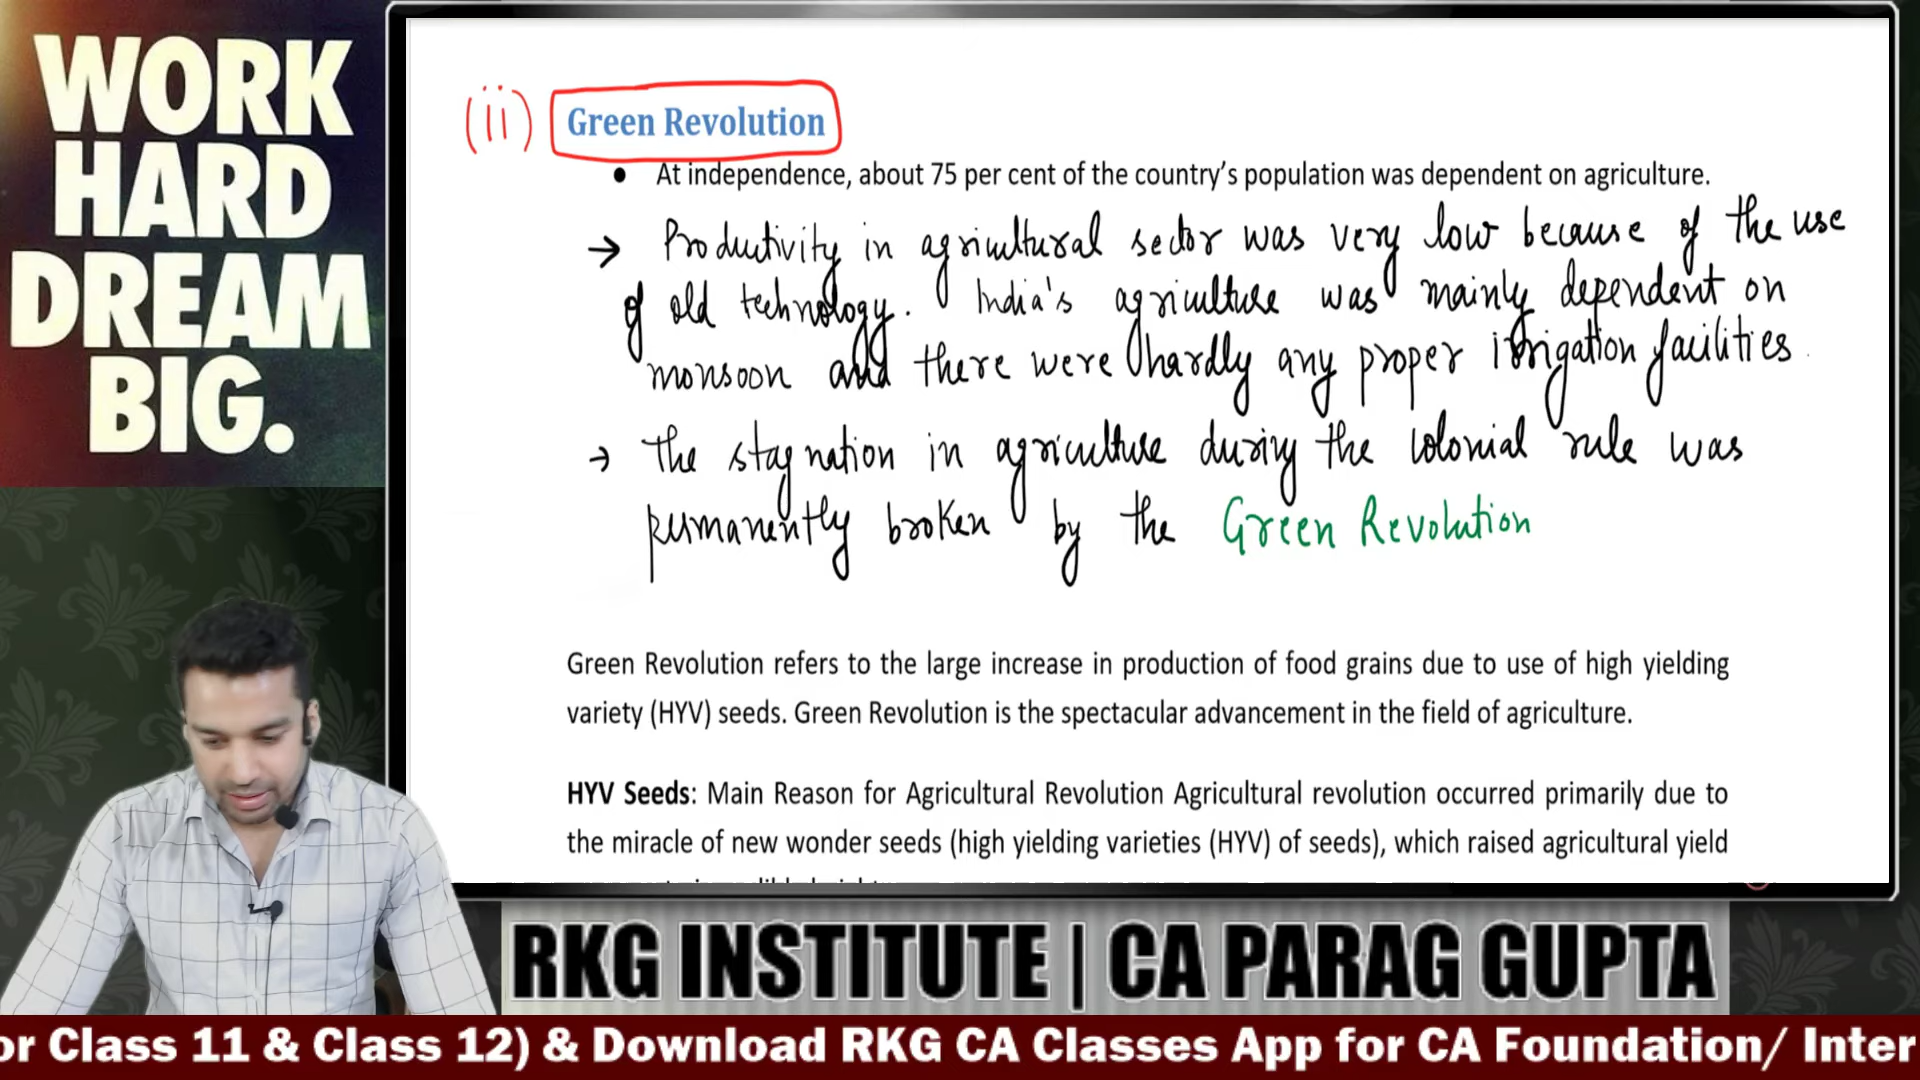 WORK
HARD
DREAM
BIG.
(ii) Green Revolution
• At independence, about 75 per cent of the country's population was dependent on agriculture.
→ Productivity in agricultural sector was very low because of the use
of old technology. India's agriculture was mainly dependent on
monsoon and there were hardly any proper irrigation facilities
→ The stagnation in agriculture during the colonial rule was
permanently broken by the Green Revolution
Green Revolution refers to the large increase in production of food grains due to use of high yielding
variety (HYV) seeds. Green Revolution is the spectacular advancement in the field of agriculture.
HYV Seeds: Main Reason for Agricultural Revolution Agricultural revolution occurred primarily due to
the miracle of new wonder seeds (high yielding varieties (HYV) of seeds), which raised agricultural yield
RKG INSTITUTE | CA PARAG GUPTA
or Class 11 & Class 12) & Download RKG CA Classes App for CA Foundation/ Inter